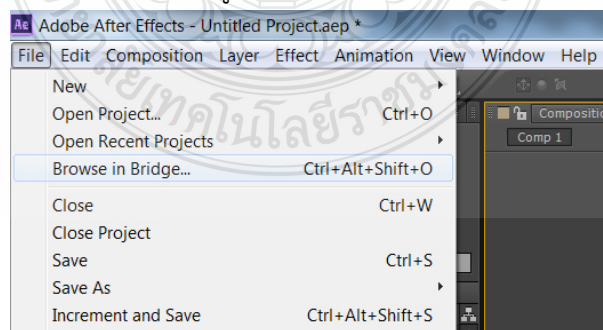 Ae Adobe After Effects - Untitled Project.aep *
File Edit Composition Layer Effect Animation View Window Help
New
Open Project... Ctrl+O
Open Recent Projects
Browse in Bridge... Ctrl+Alt+Shift+O
Close Ctrl+W
Close Project
Save Ctrl+S
Save As
Increment and Save Ctrl+Alt+Shift+S
Comp 1